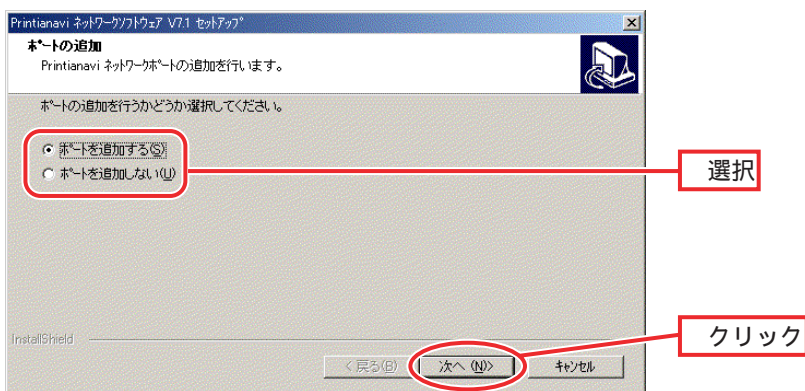 Printianavi ネットワークソフトウェア V7.1 セットアップ
ポートの追加
Printianavi ネットワークポートの追加を行います。
ポートの追加を行うかどうか選択してください。
ポートを追加する(S)
ポートを追加しない(U)
選択
InstallShield
< 戻る(B)
次へ (N)>
キャンセル
クリック